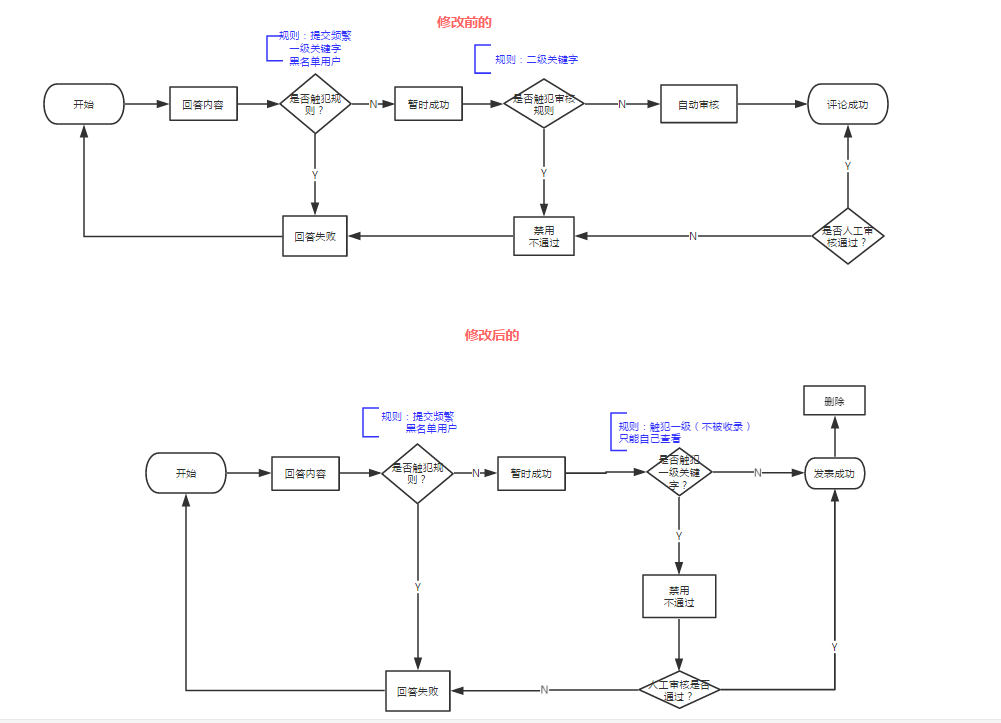 修改前的
规则：提交频繁
一级关键字
黑名单用户
规则：二级关键字
开始
回答内容
是否触犯规
则？
N
暂时成功
是否触犯审核
规则
N
自动审核
评论成功
Y
Y
Y
回答失败
禁用
不通过
N
是否人工审
核通过？
修改后的
删除
规则：提交频繁
黑名单用户
规则：触犯一级（不被收录）
只能自己查看
开始
回答内容
是否触犯规
则？
N
暂时成功
是否触犯
一级关键
字？
N
发表成功
Y
Y
禁用
不通过
Y
回答失败
N
人工审核是否
通过？